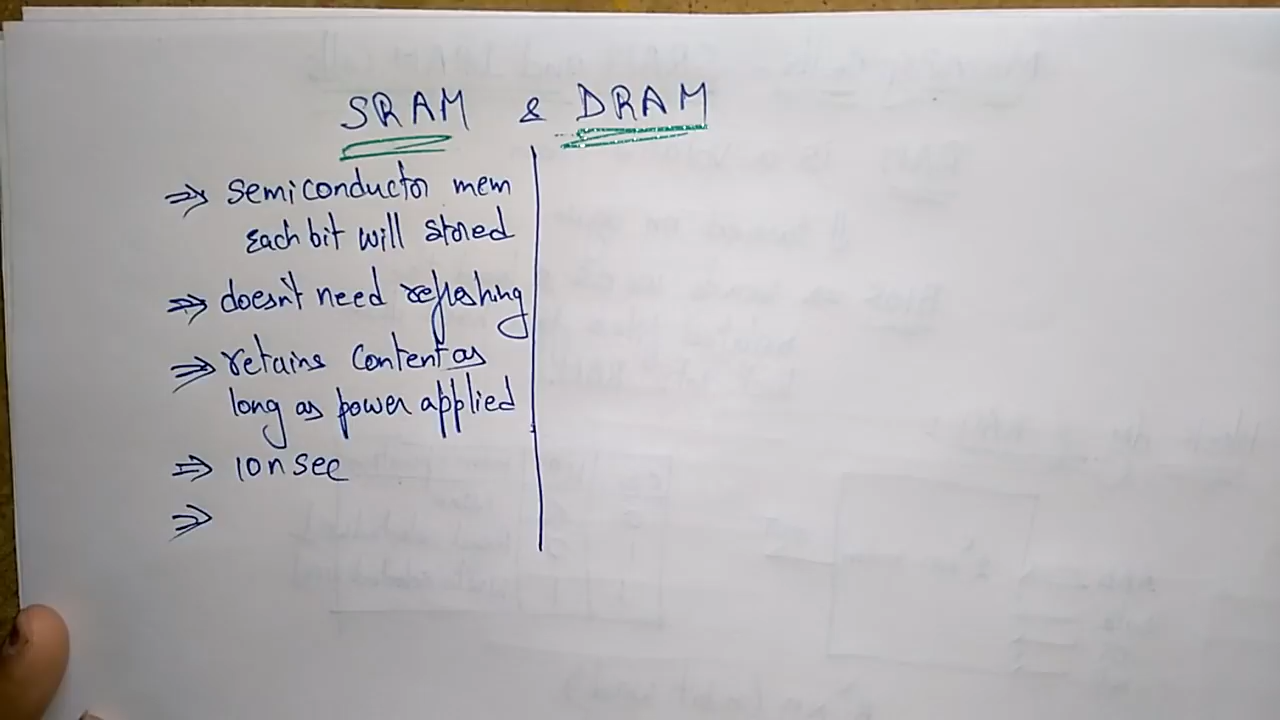 SRAM & DRAM
⇒ semiconductor mem
each bit will stored
⇒ doesn't need refreshing
⇒ retains content as
long as power applied
⇒ 10nsec
⇒